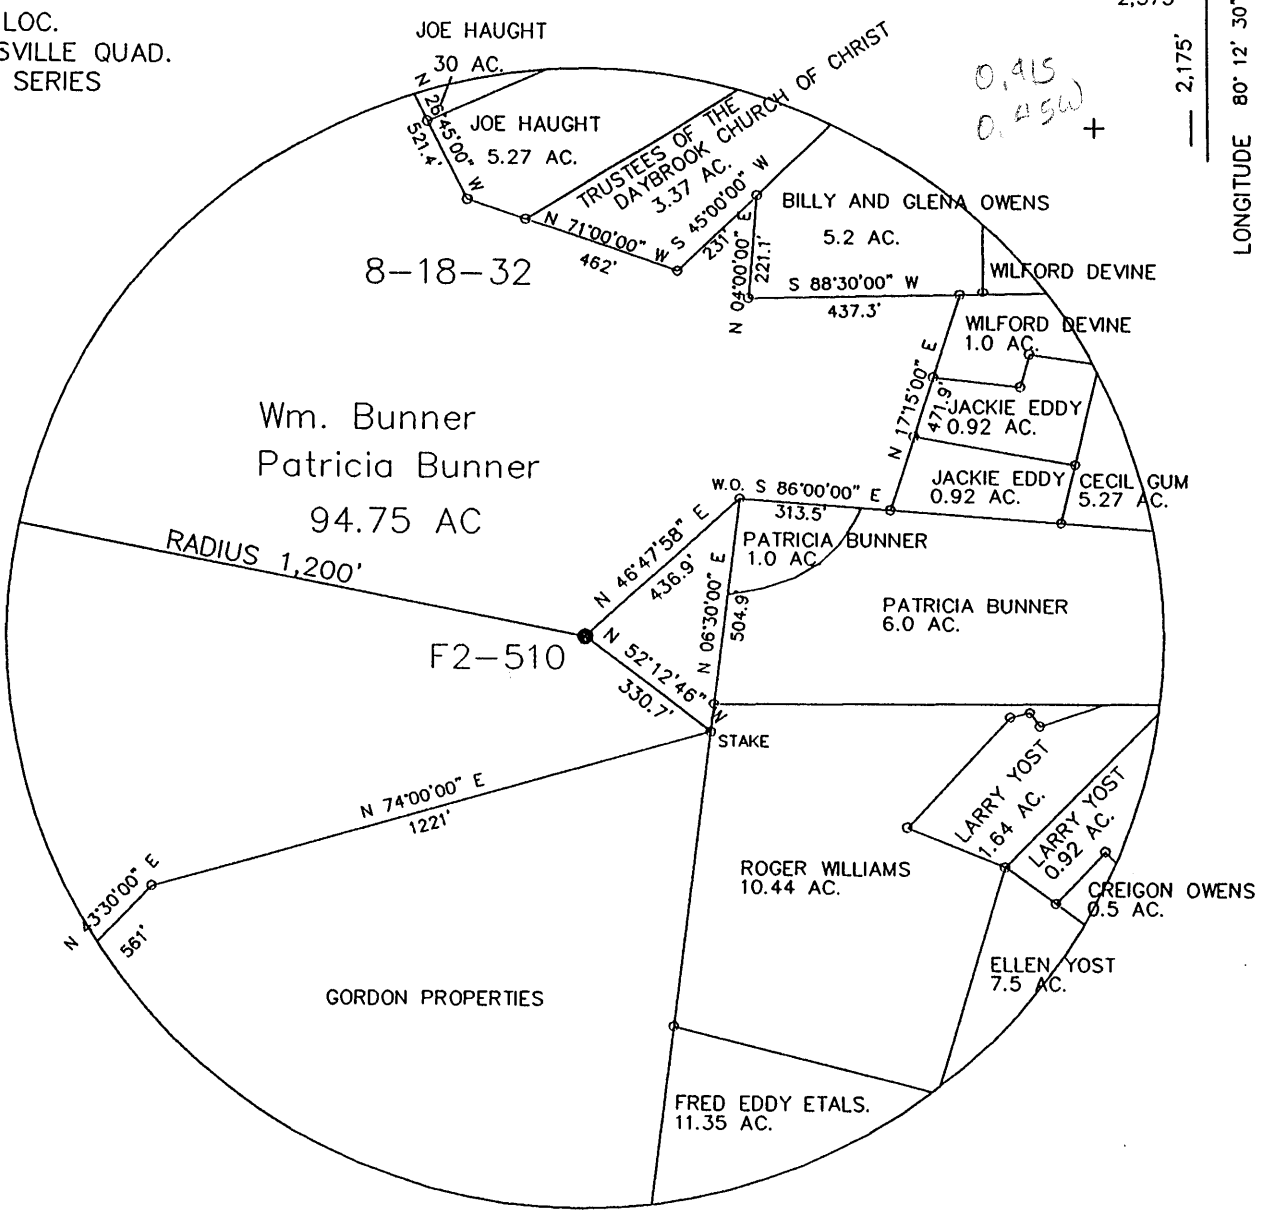 LOC.
SVILLE QUAD.
SERIES
2,175'
LONGITUDE 80° 12' 30"
0.415
0.45W
+
JOE HAUGHT
30 AC.
N 26°45'00" W
521.4'
JOE HAUGHT
5.27 AC.
TRUSTEES OF THE
DAYBROOK CHURCH OF CHRIST
3.37 AC.
N 71°00'00" W
462'
S 45°00'00" W
231'
N 04°00'00" E
221.1'
BILLY AND GLENA OWENS
5.2 AC.
S 88°30'00" W
437.3'
WILFORD DEVINE
WILFORD DEVINE
1.0 AC.
8-18-32
N 17°15'00" E
471.9'
JACKIE EDDY
0.92 AC.
JACKIE EDDY
0.92 AC.
CECIL GUM
5.27 AC.
Wm. Bunner
Patricia Bunner
94.75 AC
W.O. S 86°00'00" E
313.5'
PATRICIA BUNNER
1.0 AC.
RADIUS 1,200'
N 46°47'58" E
436.9'
N 06°30'00" E
504.9'
PATRICIA BUNNER
6.0 AC.
F2-510
N 52°12'46" W
330.7'
STAKE
N 74°00'00" E
1221'
N 43°30'00" E
561'
LARRY YOST
1.64 AC.
LARRY YOST
0.92 AC.
ROGER WILLIAMS
10.44 AC.
CREIGON OWENS
0.5 AC.
ELLEN YOST
7.5 AC.
GORDON PROPERTIES
FRED EDDY ETALS.
11.35 AC.